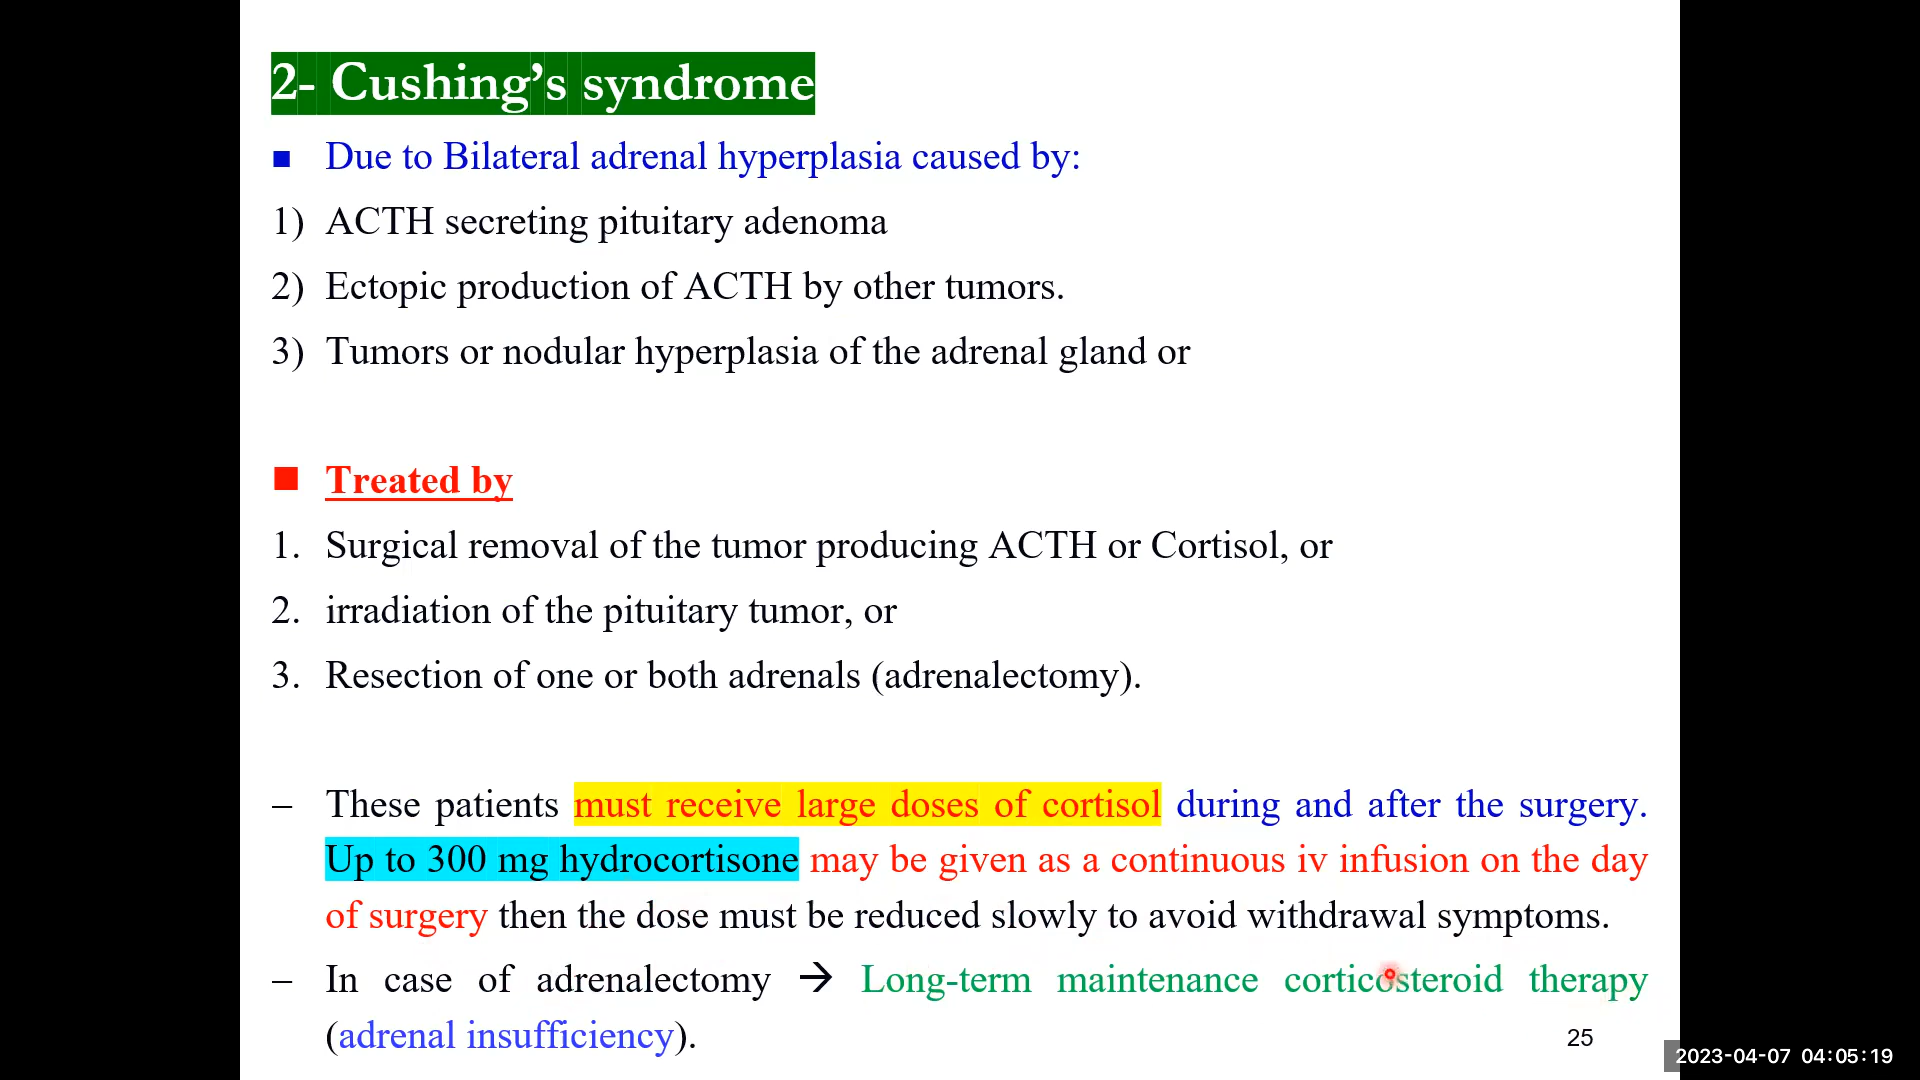 2- Cushing’s syndrome
■ Due to Bilateral adrenal hyperplasia caused by:
1) ACTH secreting pituitary adenoma
2) Ectopic production of ACTH by other tumors.
3) Tumors or nodular hyperplasia of the adrenal gland or
■ Treated by
1. Surgical removal of the tumor producing ACTH or Cortisol, or
2. irradiation of the pituitary tumor, or
3. Resection of one or both adrenals (adrenalectomy).
– These patients must receive large doses of cortisol during and after the surgery.
Up to 300 mg hydrocortisone may be given as a continuous iv infusion on the day
of surgery then the dose must be reduced slowly to avoid withdrawal symptoms.
– In case of adrenalectomy → Long-term maintenance corticosteroid therapy
(adrenal insufficiency).
25
2023-04-07 04:05:19